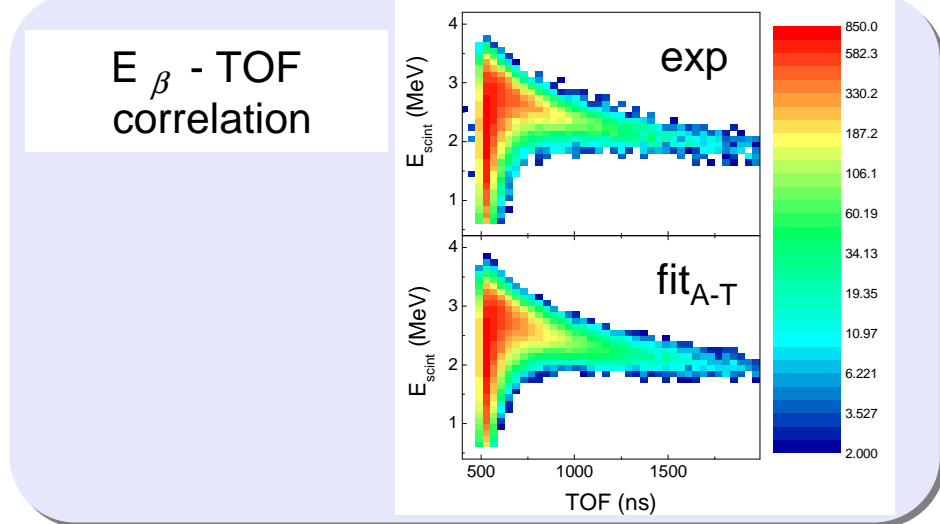 E β - TOF
correlation
exp
4
3
2
1
E_scint (MeV)
fit_A-T
4
3
2
1
E_scint (MeV)
500 1000 1500
TOF (ns)
850.0
582.3
330.2
187.2
106.1
60.19
34.13
19.35
10.97
6.221
3.527
2.000